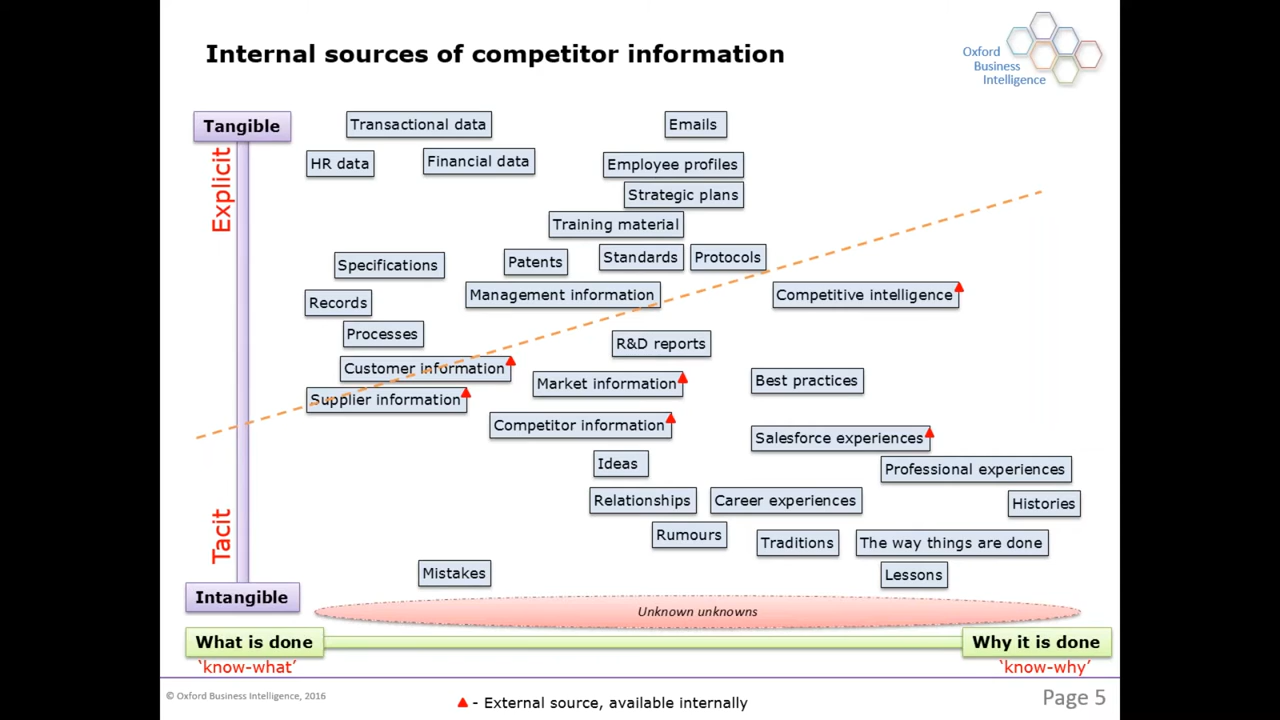 Internal sources of competitor information
Oxford
Business
Intelligence
Tangible
Explicit
Transactional data
Emails
HR data
Financial data
Employee profiles
Strategic plans
Training material
Specifications
Patents
Standards
Protocols
Records
Management information
Competitive intelligence
Processes
R&D reports
Customer information
Market information
Best practices
Supplier information
Competitor information
Salesforce experiences
Ideas
Professional experiences
Relationships
Career experiences
Histories
Tacit
Rumours
Traditions
The way things are done
Mistakes
Lessons
Intangible
Unknown unknowns
What is done
Why it is done
‘know-what’
‘know-why’
© Oxford Business Intelligence, 2016
▲ - External source, available internally
Page 5